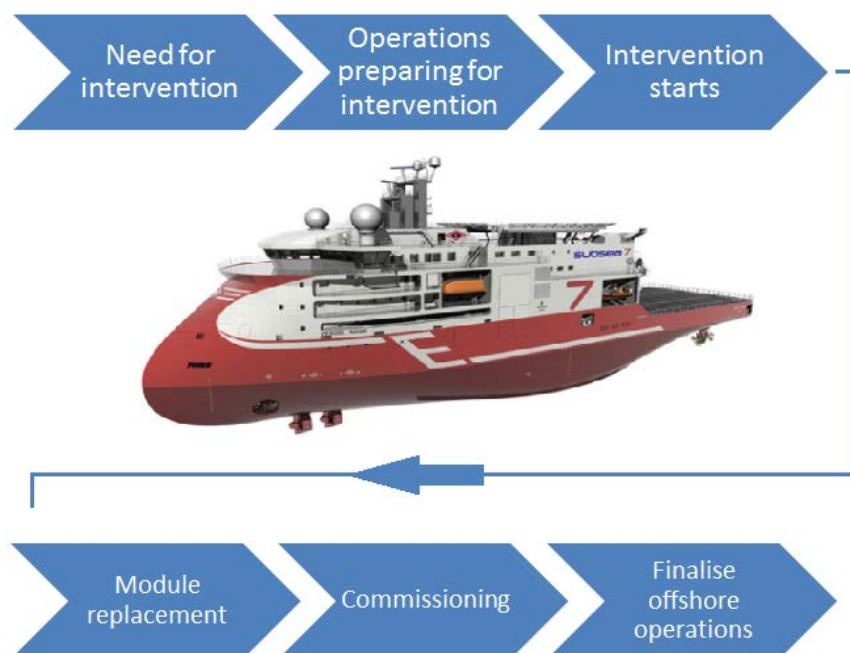 Need for
intervention
Operations
preparing for
intervention
Intervention
starts
subsea 7
7
E
Module
replacement
Commissioning
Finalise
offshore
operations